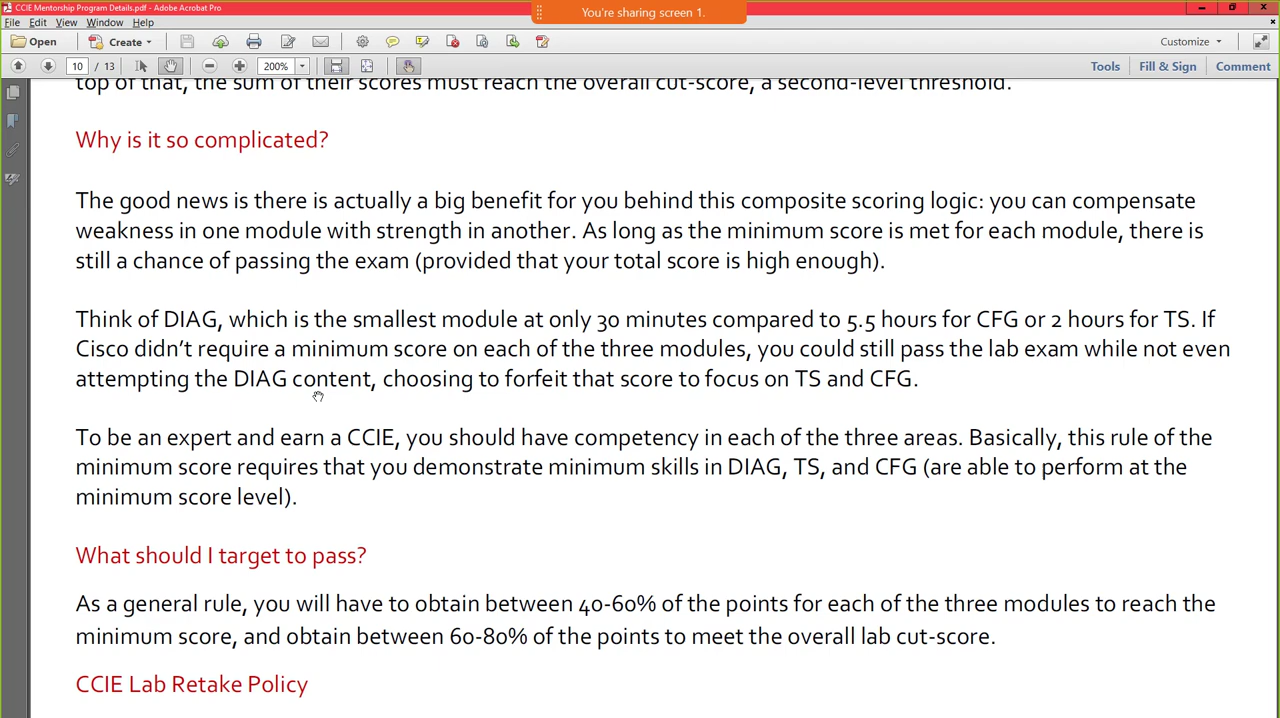 CCIE Mentorship Program Details.pdf - Adobe Acrobat Pro
You're sharing screen 1.
File Edit View Window Help
Open Create Customize
10 / 13 200% Tools Fill & Sign Comment
top of that, the sum of their scores must reach the overall cut-score, a second-level threshold.
Why is it so complicated?
The good news is there is actually a big benefit for you behind this composite scoring logic: you can compensate
weakness in one module with strength in another. As long as the minimum score is met for each module, there is
still a chance of passing the exam (provided that your total score is high enough).
Think of DIAG, which is the smallest module at only 30 minutes compared to 5.5 hours for CFG or 2 hours for TS. If
Cisco didn't require a minimum score on each of the three modules, you could still pass the lab exam while not even
attempting the DIAG content, choosing to forfeit that score to focus on TS and CFG.
To be an expert and earn a CCIE, you should have competency in each of the three areas. Basically, this rule of the
minimum score requires that you demonstrate minimum skills in DIAG, TS, and CFG (are able to perform at the
minimum score level).
What should I target to pass?
As a general rule, you will have to obtain between 40-60% of the points for each of the three modules to reach the
minimum score, and obtain between 60-80% of the points to meet the overall lab cut-score.
CCIE Lab Retake Policy